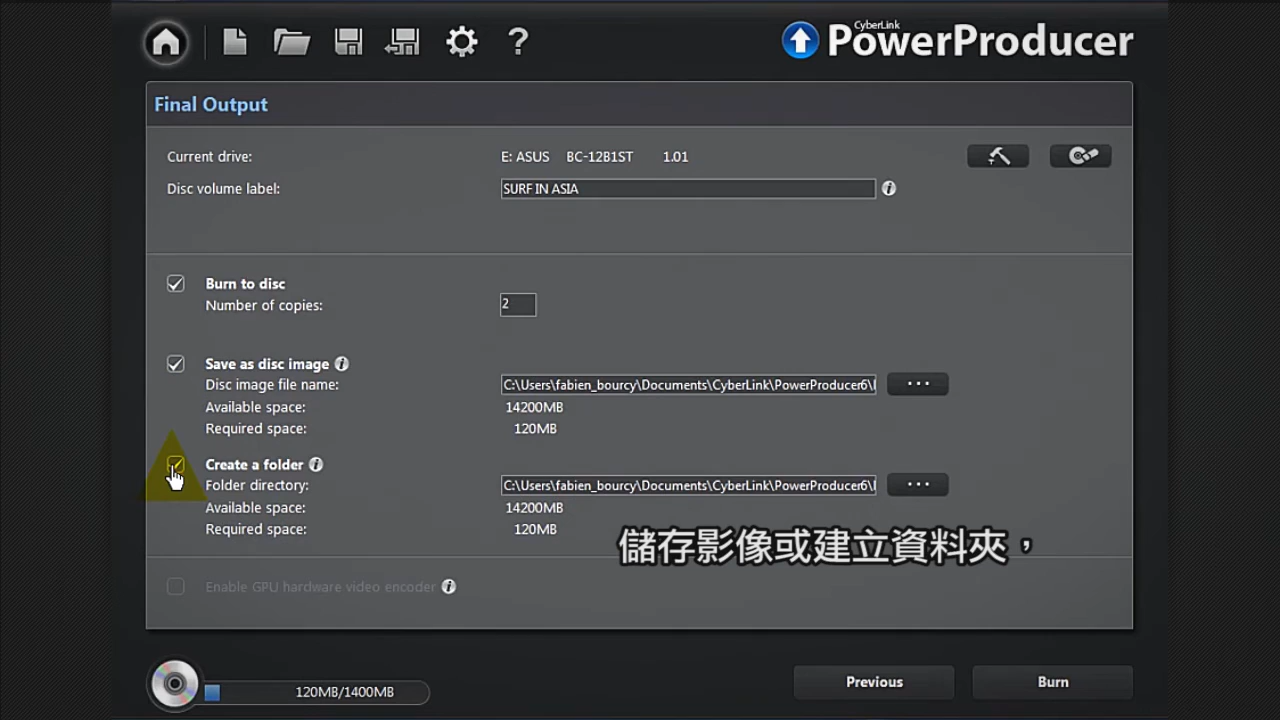 CyberLink
PowerProducer
Final Output
Current drive: E: ASUS BC-12B1ST 1.01
Disc volume label: SURF IN ASIA
Burn to disc
Number of copies: 2
Save as disc image
Disc image file name: C:\Users\fabien_bourcy\Documents\CyberLink\PowerProducer6\
Available space: 14200MB
Required space: 120MB
Create a folder
Folder directory: C:\Users\fabien_bourcy\Documents\CyberLink\PowerProducer6\
Available space: 14200MB
Required space: 120MB
儲存影像或建立資料夾，
Enable GPU hardware video encoder
120MB/1400MB
Previous
Burn